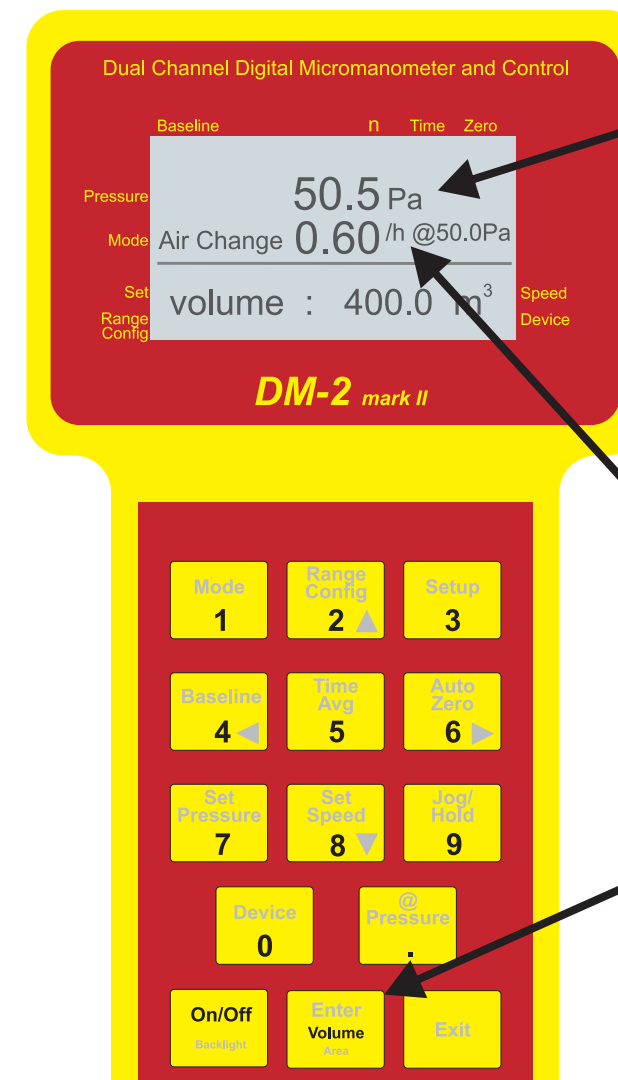 Dual Channel Digital Micromanometer and Control
Baseline n Time Zero
Pressure 50.5 Pa
Mode Air Change 0.60 /h @50.0Pa
Set volume : 400.0 m³ Speed
Range Device
Config
DM-2 mark II
Mode Range Setup
Config
1 2 3
Baseline Time Auto
Avg Zero
4 5 6
Set Set Jog/
Pressure Speed Hold
7 8 9
Device @
Pressure
0 .
On/Off Enter Exit
Volume
Backlight Area